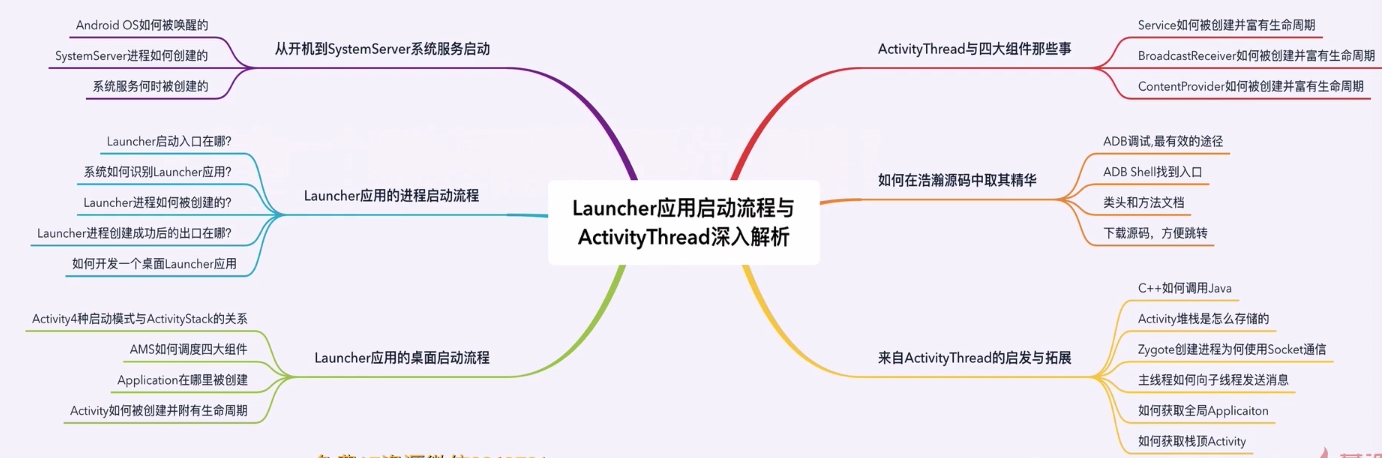 Launcher应用启动流程与
ActivityThread深入解析
从开机到SystemServer系统服务启动
Android OS如何被唤醒的
SystemServer进程如何创建的
系统服务何时被创建的
Launcher应用的进程启动流程
Launcher启动入口在哪?
系统如何识别Launcher应用?
Launcher进程如何被创建的?
Launcher进程创建成功后的出口在哪?
如何开发一个桌面Launcher应用
Launcher应用的桌面启动流程
Activity4种启动模式与ActivityStack的关系
AMS如何调度四大组件
Application在哪里被创建
Activity如何被创建并附有生命周期
ActivityThread与四大组件那些事
Service如何被创建并富有生命周期
BroadcastReceiver如何被创建并富有生命周期
ContentProvider如何被创建并富有生命周期
如何在浩瀚源码中取其精华
ADB调试,最有效的途径
ADB Shell找到入口
类头和方法文档
下载源码，方便跳转
来自ActivityThread的启发与拓展
C++如何调用Java
Activity堆栈是怎么存储的
Zygote创建进程为何使用Socket通信
主线程如何向子线程发送消息
如何获取全局Applicaiton
如何获取栈顶Activity